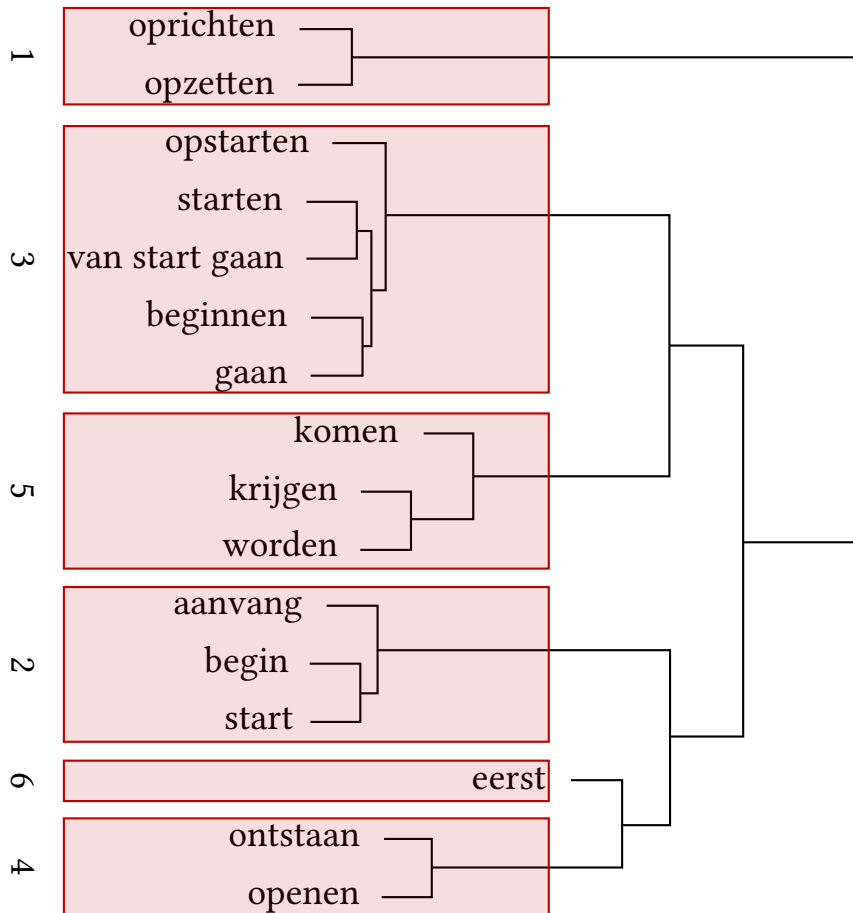 1
oprichten
opzetten
3
opstarten
starten
van start gaan
beginnen
gaan
5
komen
krijgen
worden
2
aanvang
begin
start
6
eerst
4
ontstaan
openen